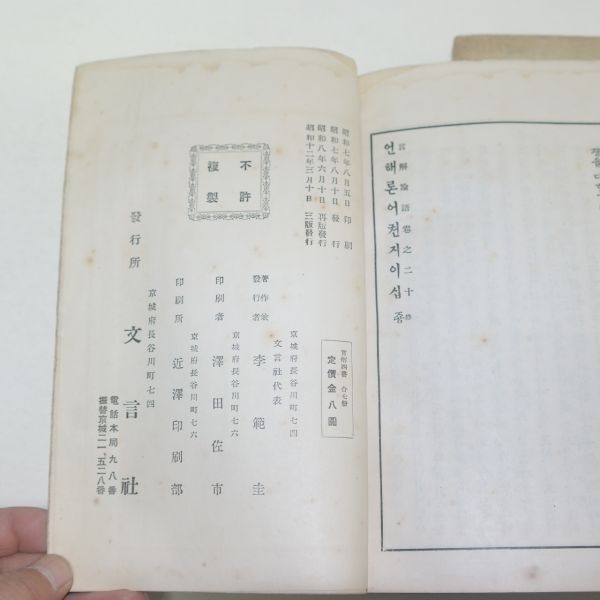 言解論語卷之二十終
언해론어권지이십 죵
昭和七年八月五日 印刷
昭和七年八月十日 發行
昭和八年六月十日 再版發行
昭和十二年三月十日 三版發行
不許
複製
言解四書 合七册
定價金八圓
京城府長谷川町七四
文言社代表
著作兼
發行者 李範圭
京城府長谷川町七六
印刷者 澤田佐市
京城府長谷川町七六
印刷所 近澤印刷部
京城府長谷川町七四
發行所 文言社
電話本局九八番
振替京城二一、五二八番